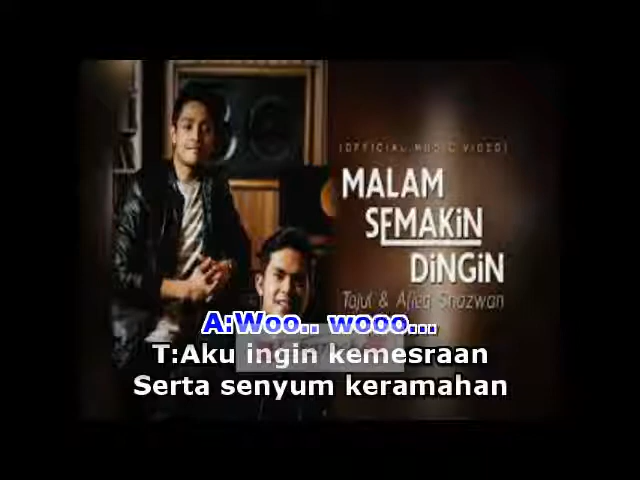 (OFFICIAL MUSIC VIDEO)
MALAM
SEMAKiN
DiNGiN
Tajul & Afieq Shazwan
A:Woo.. wooo...
T:Aku ingin kemesraan
Serta senyum keramahan